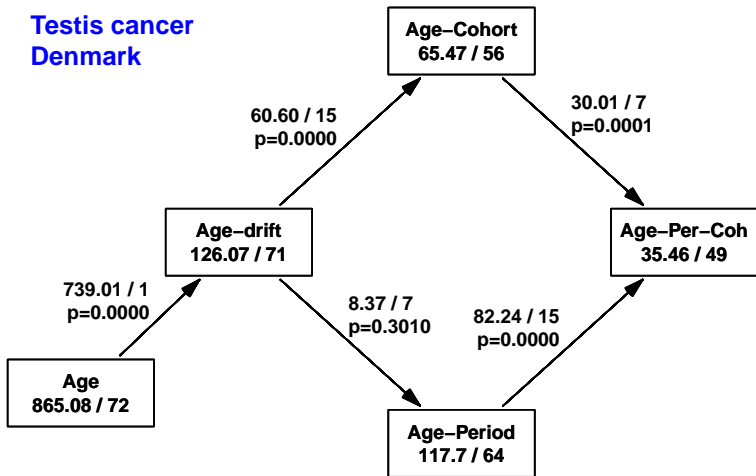 Testis cancer
Denmark
Age−Cohort
65.47 / 56
60.60 / 15
p=0.0000
30.01 / 7
p=0.0001
Age−drift
126.07 / 71
Age−Per−Coh
35.46 / 49
739.01 / 1
p=0.0000
8.37 / 7
p=0.3010
82.24 / 15
p=0.0000
Age
865.08 / 72
Age−Period
117.7 / 64